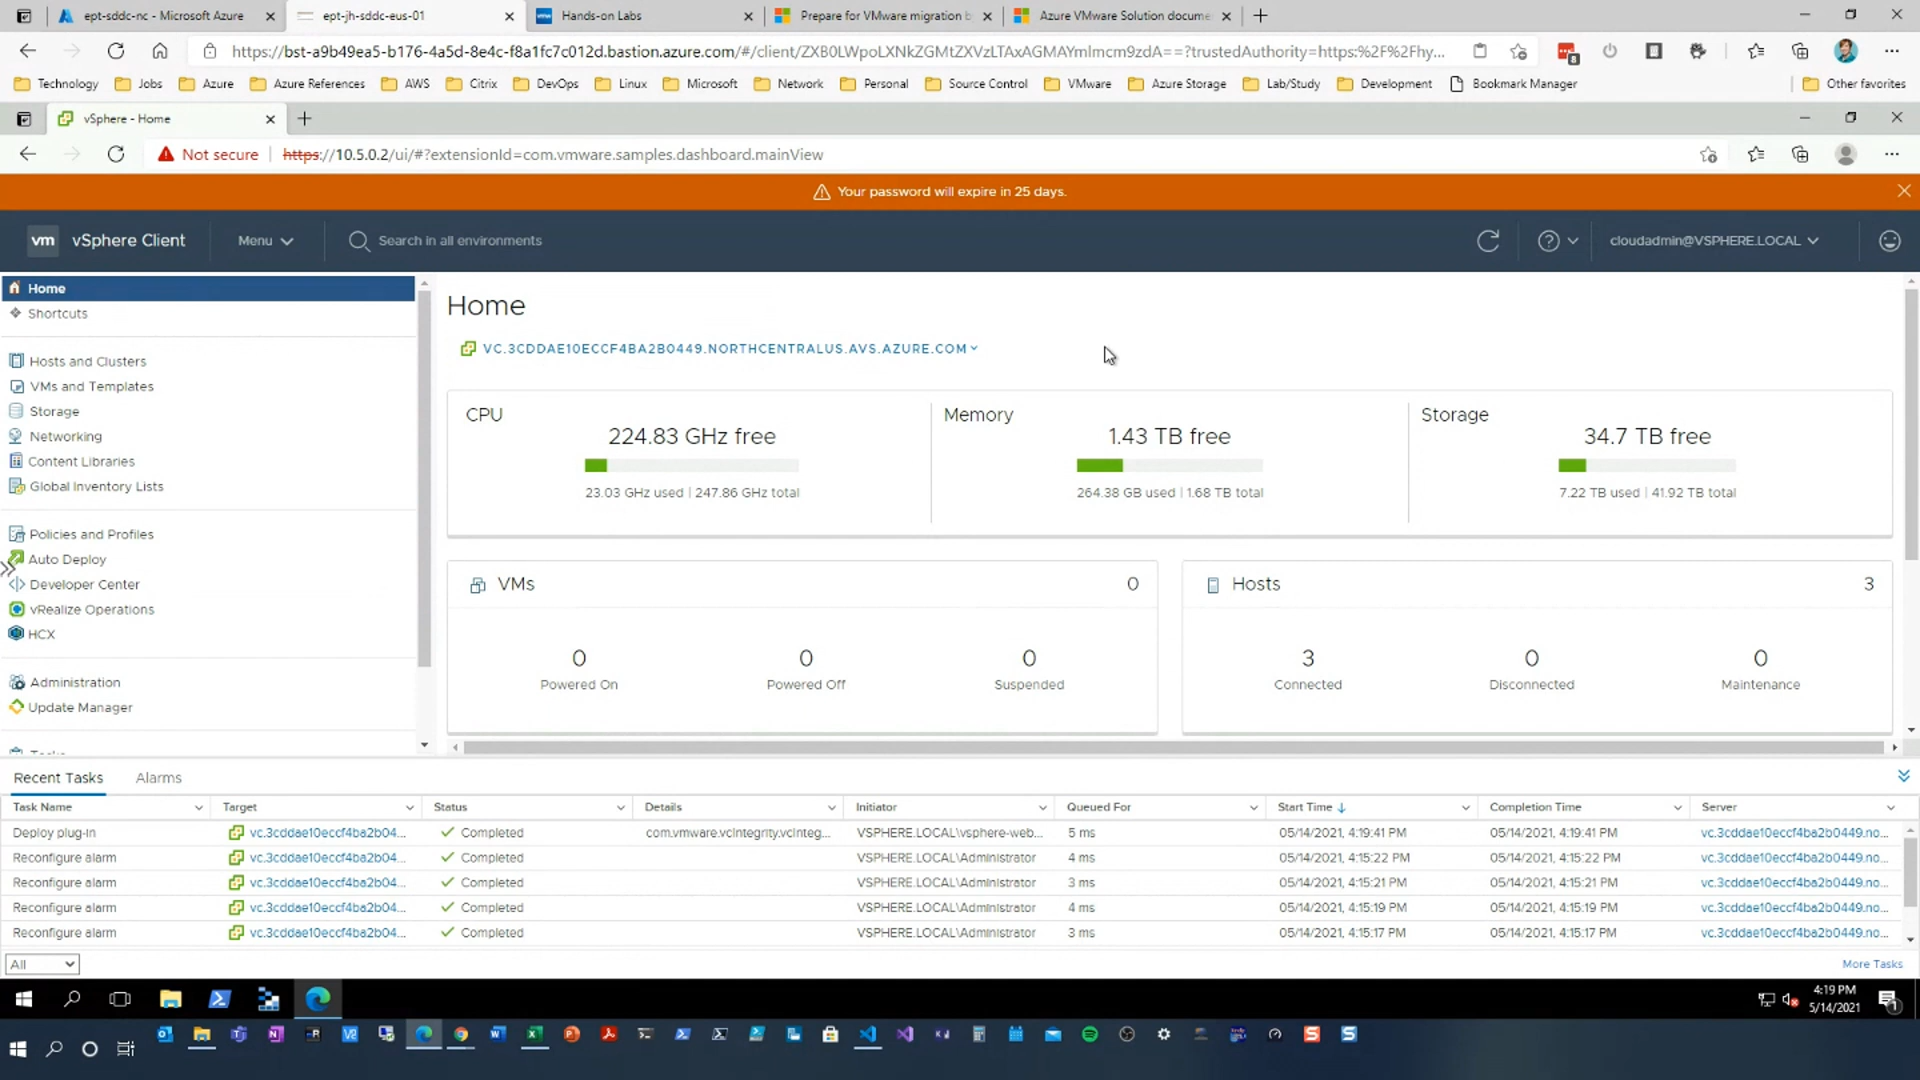 ept-sddc-nc - Microsoft Azure
ept-jh-sddc-eus-01
Hands-on Labs
Prepare for VMware migration b
Azure VMware Solution docume
https://bst-a9b49ea5-b176-4a5d-8e4c-f8a1fc7c012d.bastion.azure.com/#/client/ZXB0LWpoLXNkZGMtZXVzLTAxAGMAYmlmcm9zdA==?trustedAuthority=https:%2F%2Fhy...
8
Technology
Jobs
Azure
Azure References
AWS
Citrix
DevOps
Linux
Microsoft
Network
Personal
Source Control
VMware
Azure Storage
Lab/Study
Development
Bookmark Manager
Other favorites
vSphere - Home
Not secure
https://10.5.0.2/ui/#?extensionId=com.vmware.samples.dashboard.mainView
Your password will expire in 25 days.
vm vSphere Client
Menu
Search in all environments
cloudadmin@VSPHERE.LOCAL
Home
Shortcuts
Hosts and Clusters
VMs and Templates
Storage
Networking
Content Libraries
Global Inventory Lists
Policies and Profiles
Auto Deploy
Developer Center
vRealize Operations
HCX
Administration
Update Manager
Home
VC.3CDDAE10ECCF4BA2B0449.NORTHCENTRALUS.AVS.AZURE.COM
CPU
224.83 GHz free
23.03 GHz used | 247.86 GHz total
Memory
1.43 TB free
264.38 GB used | 1.68 TB total
Storage
34.7 TB free
7.22 TB used | 41.92 TB total
VMs 0
0 0 0
Powered On Powered Off Suspended
Hosts 3
3 0 0
Connected Disconnected Maintenance
Recent Tasks Alarms
Task Name Target Status Details Initiator Queued For Start Time Completion Time Server
Deploy plug-in vc.3cddae10eccf4ba2b04... Completed com.vmware.vcIntegrity.vcInteg... VSPHERE.LOCAL\vsphere-web... 5 ms 05/14/2021, 4:19:41 PM 05/14/2021, 4:19:41 PM vc.3cddae10eccf4ba2b0449.no...
Reconfigure alarm vc.3cddae10eccf4ba2b04... Completed VSPHERE.LOCAL\Administrator 4 ms 05/14/2021, 4:15:22 PM 05/14/2021, 4:15:22 PM vc.3cddae10eccf4ba2b0449.no...
Reconfigure alarm vc.3cddae10eccf4ba2b04... Completed VSPHERE.LOCAL\Administrator 3 ms 05/14/2021, 4:15:21 PM 05/14/2021, 4:15:21 PM vc.3cddae10eccf4ba2b0449.no...
Reconfigure alarm vc.3cddae10eccf4ba2b04... Completed VSPHERE.LOCAL\Administrator 4 ms 05/14/2021, 4:15:19 PM 05/14/2021, 4:15:19 PM vc.3cddae10eccf4ba2b0449.no...
Reconfigure alarm vc.3cddae10eccf4ba2b04... Completed VSPHERE.LOCAL\Administrator 3 ms 05/14/2021, 4:15:17 PM 05/14/2021, 4:15:17 PM vc.3cddae10eccf4ba2b0449.no...
All
More Tasks
4:19 PM
5/14/2021
1